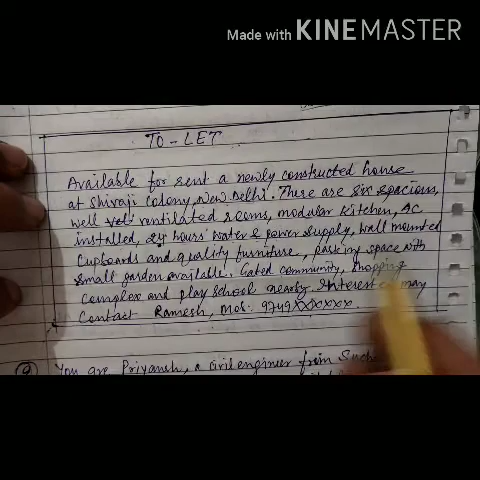 Made with KINEMASTER
TO-LET
Available for rent a newly constructed house
at Shivaji Colony, New Delhi. There are six spacious,
well ventilated rooms, modular kitchen, AC
installed, 24 hours' water & power supply, wall mounted
Cupboards and quality furniture, parking space with
small garden available. Gated community, shopping
complex and play school nearby. Interested may
Contact Ramesh, Mob: 9749XXXXXX.
You are Priyansh, a civil engineer from